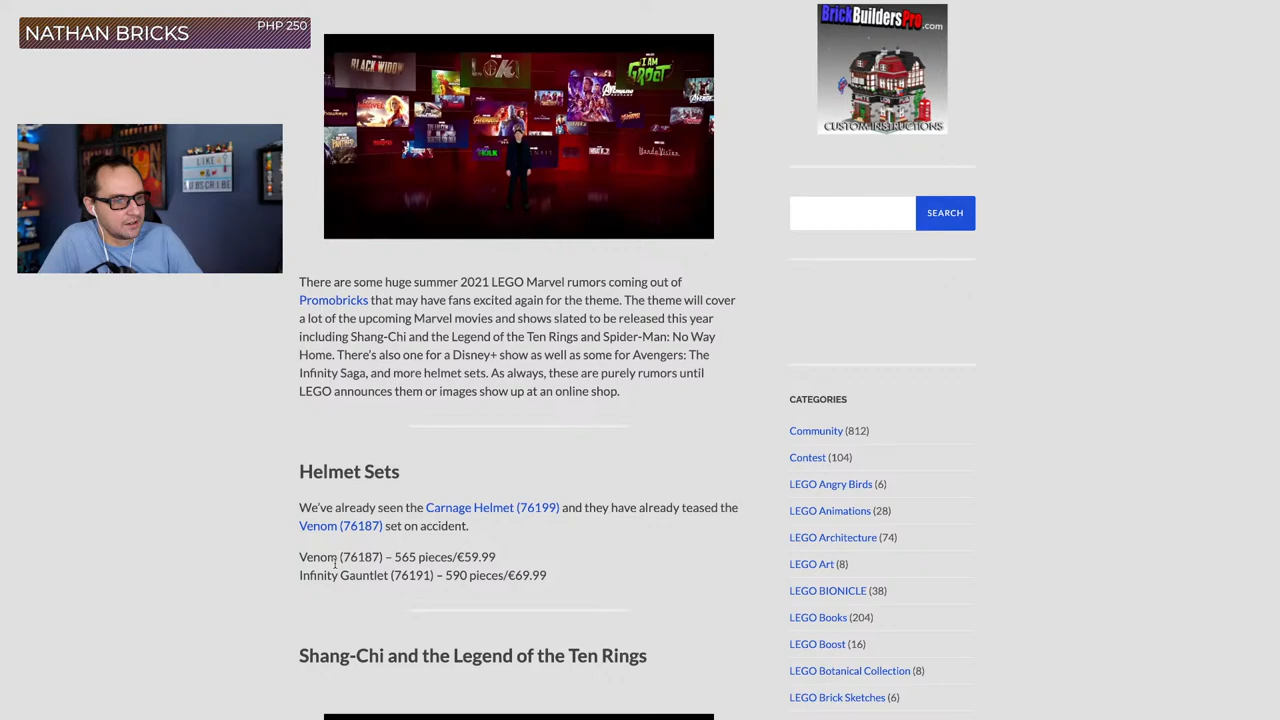 NATHAN BRICKS
PHP 250
BrickBuildersPro.com
CUSTOM INSTRUCTIONS
BLACK WIDOW
LOKI
I AM
GROOT
LIKE
SUBSCRIBE
There are some huge summer 2021 LEGO Marvel rumors coming out of
Promobricks that may have fans excited again for the theme. The theme will cover
a lot of the upcoming Marvel movies and shows slated to be released this year
including Shang-Chi and the Legend of the Ten Rings and Spider-Man: No Way
Home. There's also one for a Disney+ show as well as some for Avengers: The
Infinity Saga, and more helmet sets. As always, these are purely rumors until
LEGO announces them or images show up at an online shop.
Helmet Sets
We've already seen the Carnage Helmet (76199) and they have already teased the
Venom (76187) set on accident.
Venom (76187) – 565 pieces/€59.99
Infinity Gauntlet (76191) – 590 pieces/€69.99
Shang-Chi and the Legend of the Ten Rings
SEARCH
CATEGORIES
Community (812)
Contest (104)
LEGO Angry Birds (6)
LEGO Animations (28)
LEGO Architecture (74)
LEGO Art (8)
LEGO BIONICLE (38)
LEGO Books (204)
LEGO Boost (16)
LEGO Botanical Collection (8)
LEGO Brick Sketches (6)